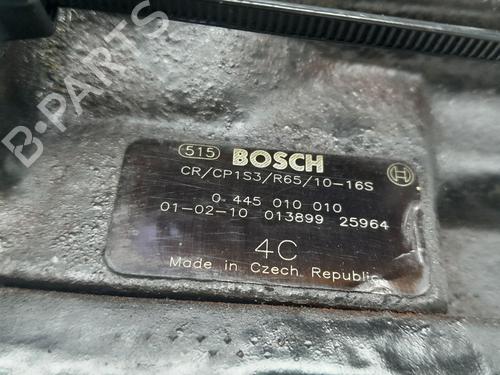 B-PARTS
515 BOSCH
CR/CP1S3/R65/10-16S
0 445 010 010
01-02-10 013899 25964
4C
Made in Czech Republic